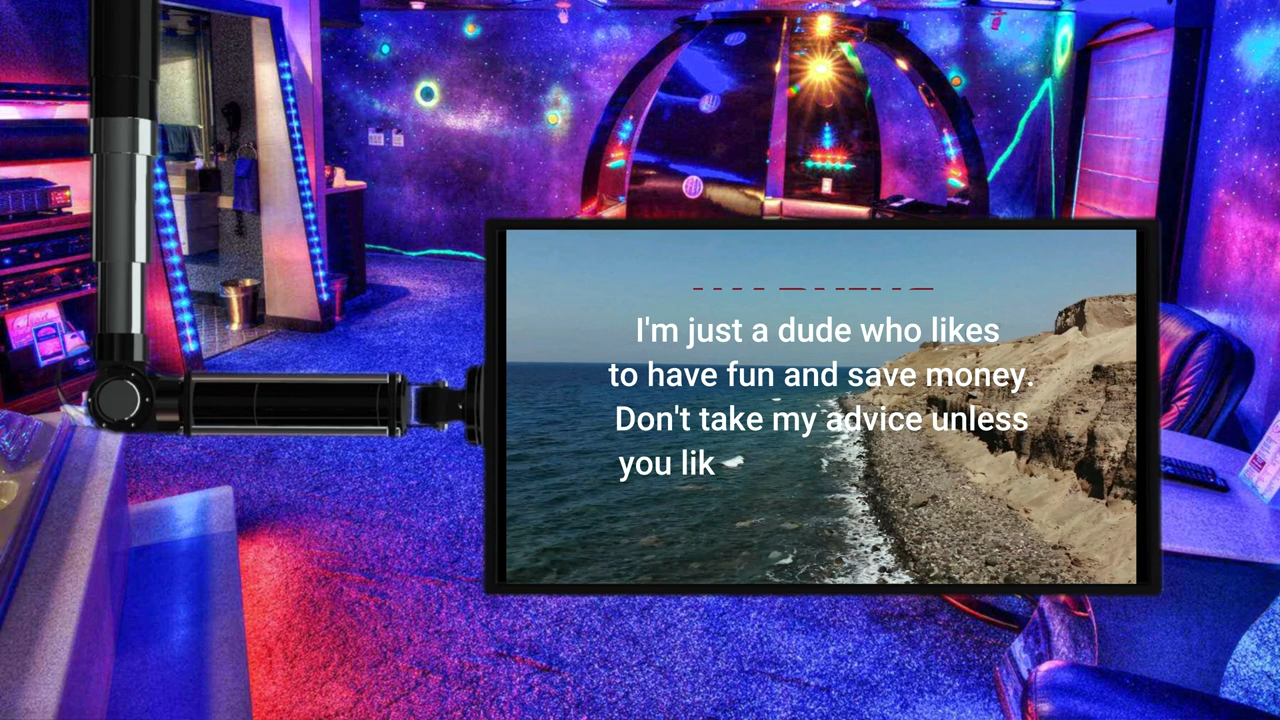 I'm just a dude who likes
to have fun and save money.
Don't take my advice unless
you lik